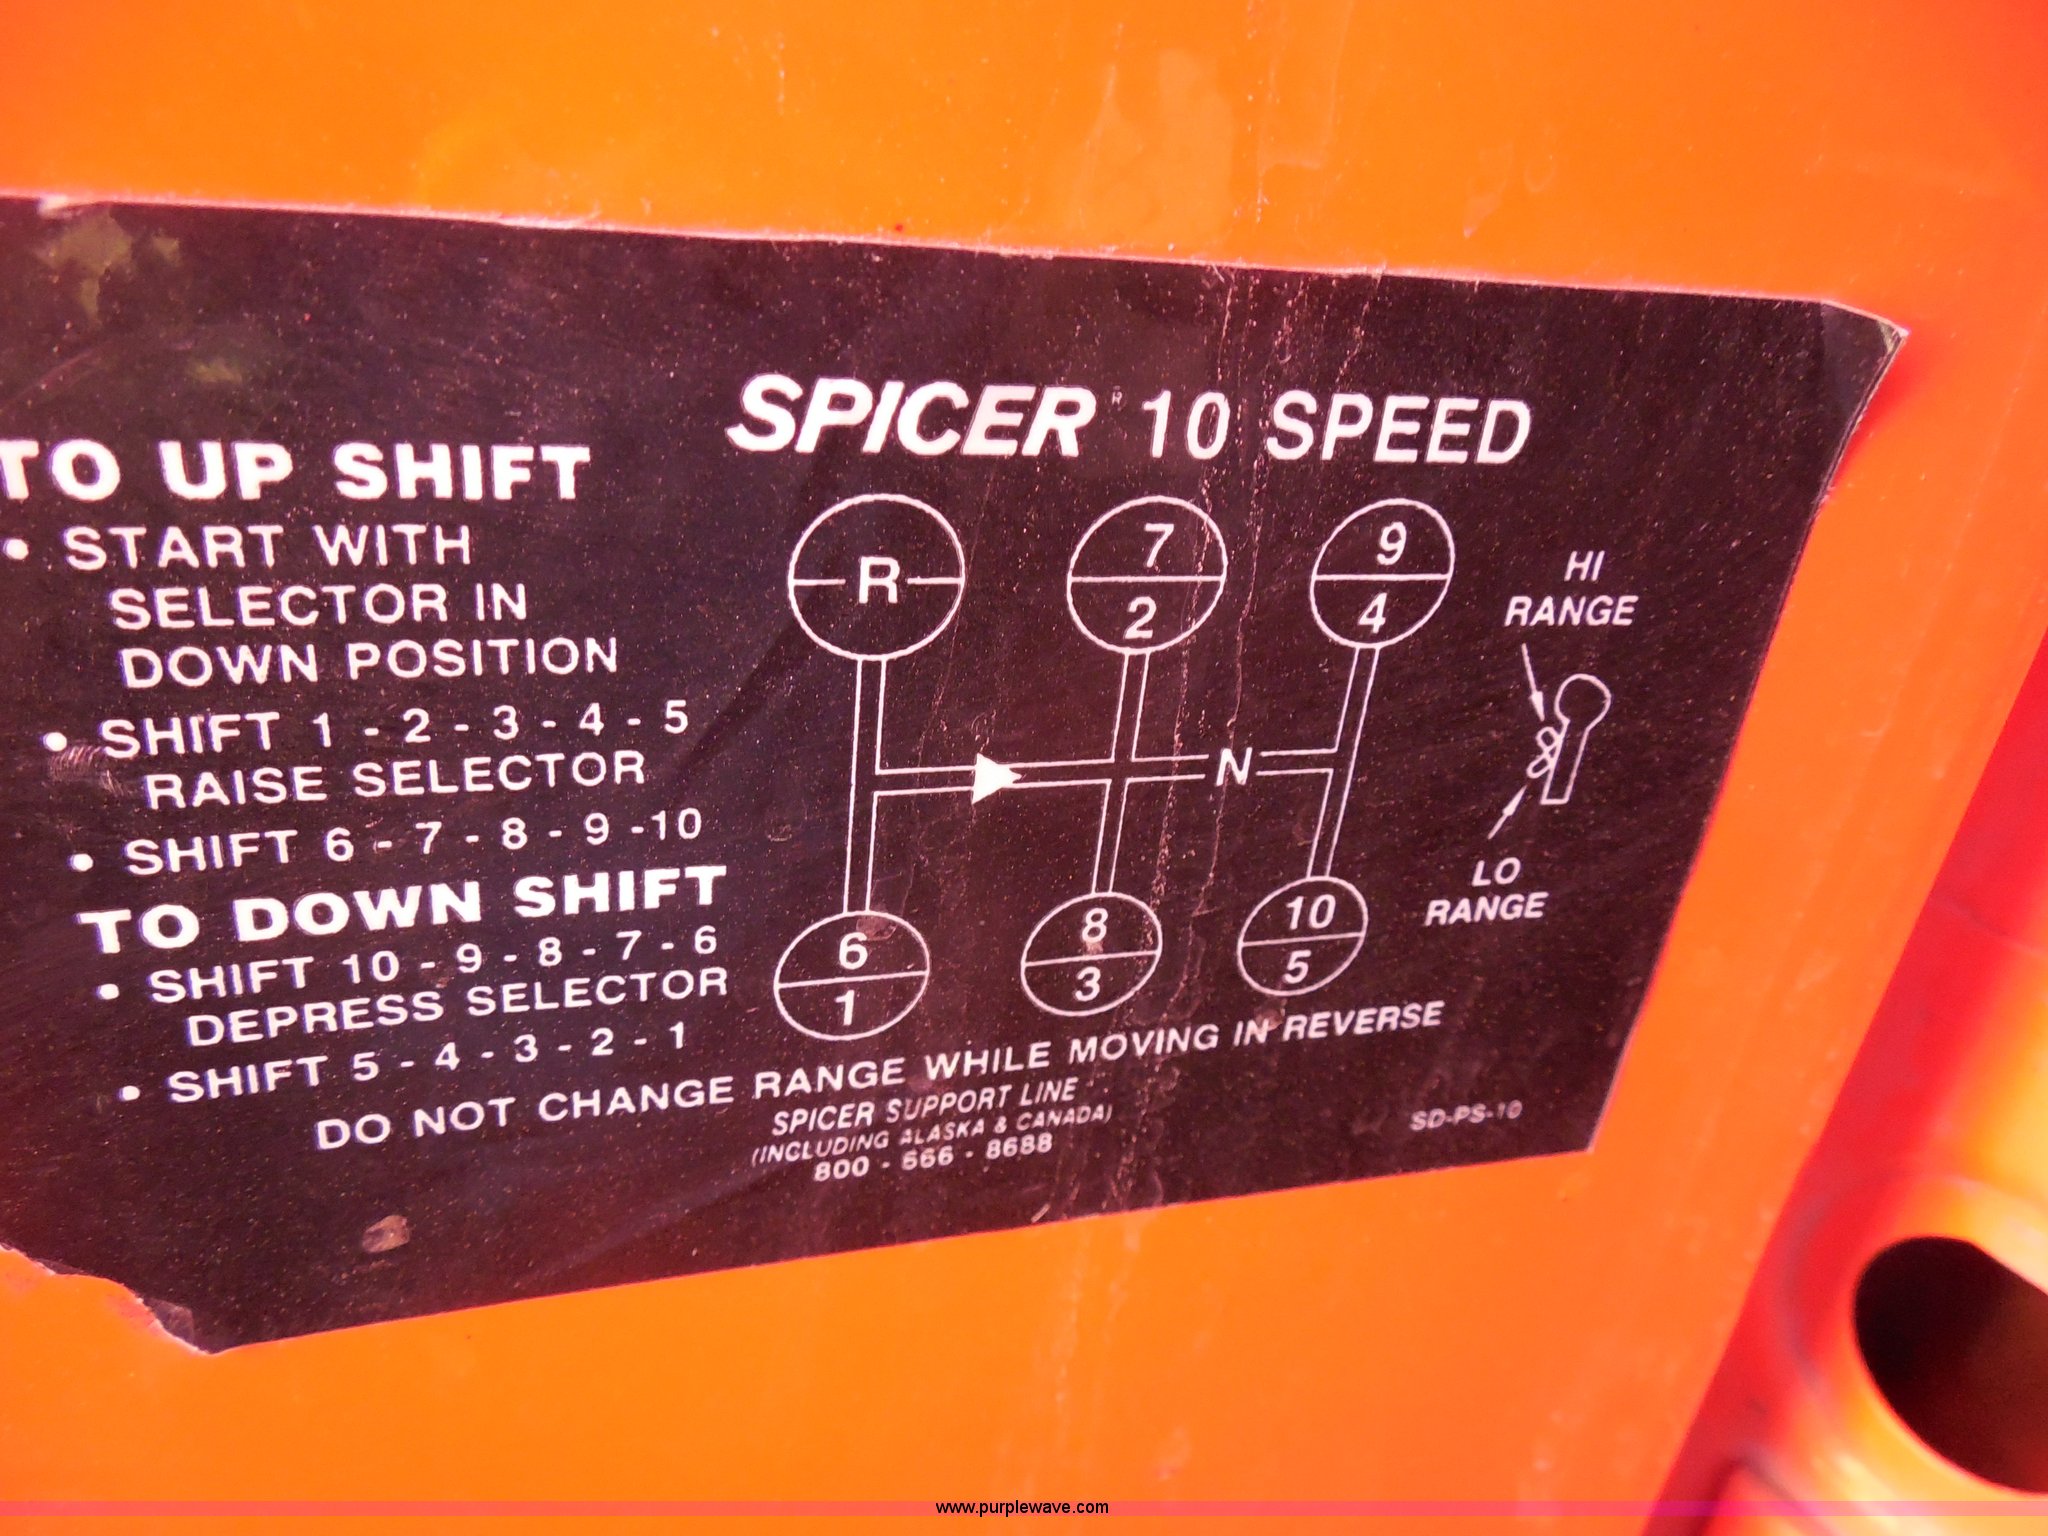 SPICER® 10 SPEED
TO UP SHIFT
• START WITH
SELECTOR IN
DOWN POSITION
• SHIFT 1 - 2 - 3 - 4 - 5
RAISE SELECTOR
• SHIFT 6 - 7 - 8 - 9 -10
TO DOWN SHIFT
• SHIFT 10 - 9 - 8 - 7 - 6
DEPRESS SELECTOR
• SHIFT 5 - 4 - 3 - 2 - 1
R
7
2
9
4
N
6
1
8
3
10
5
HI
RANGE
LO
RANGE
DO NOT CHANGE RANGE WHILE MOVING IN REVERSE
SPICER SUPPORT LINE
(INCLUDING ALASKA & CANADA)
800 - 666 - 8688
SD-PS-10
www.purplewave.com